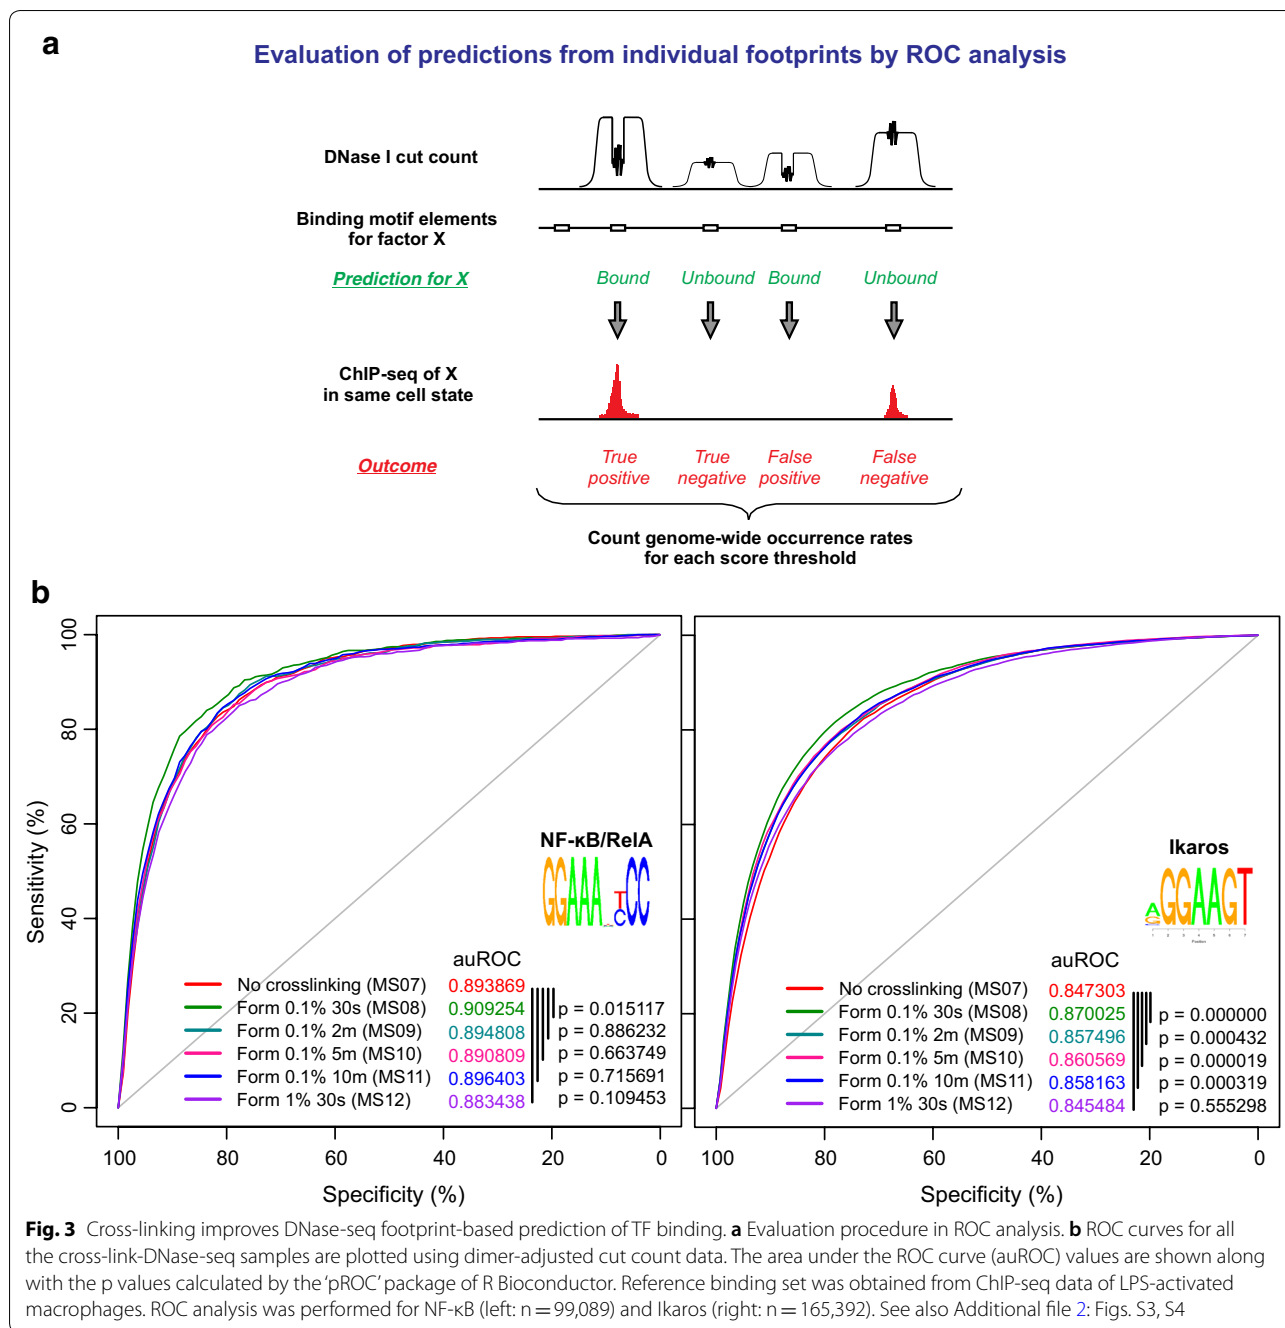 a
Evaluation of predictions from individual footprints by ROC analysis
DNase I cut count
Binding motif elements
for factor X
Prediction for X
Bound Unbound Bound Unbound
ChIP-seq of X
in same cell state
Outcome
True positive
True negative
False positive
False negative
Count genome-wide occurrence rates
for each score threshold
b
Sensitivity (%)
100
80
60
40
20
0
NF-κB/RelA
GGAAA TCC
C
auROC
No crosslinking (MS07) 0.893869
Form 0.1% 30s (MS08) 0.909254 p = 0.015117
Form 0.1% 2m (MS09) 0.894808 p = 0.886232
Form 0.1% 5m (MS10) 0.890809 p = 0.663749
Form 0.1% 10m (MS11) 0.896403 p = 0.715691
Form 1% 30s (MS12) 0.883438 p = 0.109453
100 80 60 40 20 0
Specificity (%)
Ikaros
AGGAAGT
G
1 2 3 4 5 6 7
Position
auROC
No crosslinking (MS07) 0.847303
Form 0.1% 30s (MS08) 0.870025 p = 0.000000
Form 0.1% 2m (MS09) 0.857496 p = 0.000432
Form 0.1% 5m (MS10) 0.860569 p = 0.000019
Form 0.1% 10m (MS11) 0.858163 p = 0.000319
Form 1% 30s (MS12) 0.845484 p = 0.555298
100 80 60 40 20 0
Specificity (%)
Fig. 3 Cross-linking improves DNase-seq footprint-based prediction of TF binding. a Evaluation procedure in ROC analysis. b ROC curves for all
the cross-link-DNase-seq samples are plotted using dimer-adjusted cut count data. The area under the ROC curve (auROC) values are shown along
with the p values calculated by the 'pROC' package of R Bioconductor. Reference binding set was obtained from ChIP-seq data of LPS-activated
macrophages. ROC analysis was performed for NF-κB (left: n = 99,089) and Ikaros (right: n = 165,392). See also Additional file 2: Figs. S3, S4